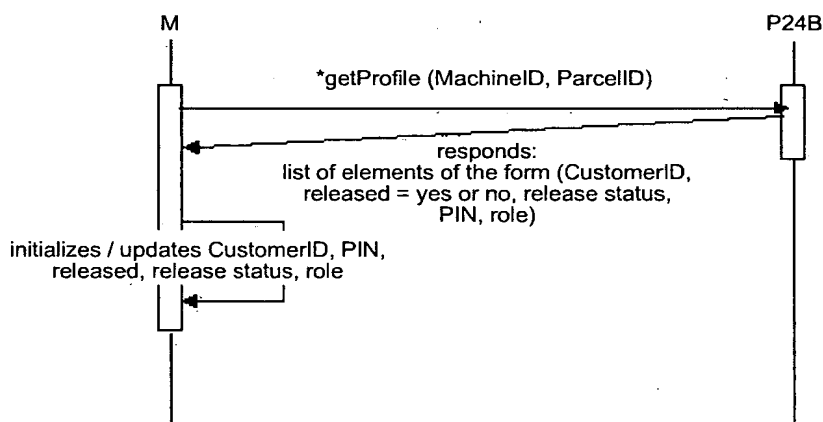 M
P24B
*getProfile (MachineID, ParcelID)
responds:
list of elements of the form (CustomerID,
released = yes or no, release status,
PIN, role)
initializes / updates CustomerID, PIN,
released, release status, role